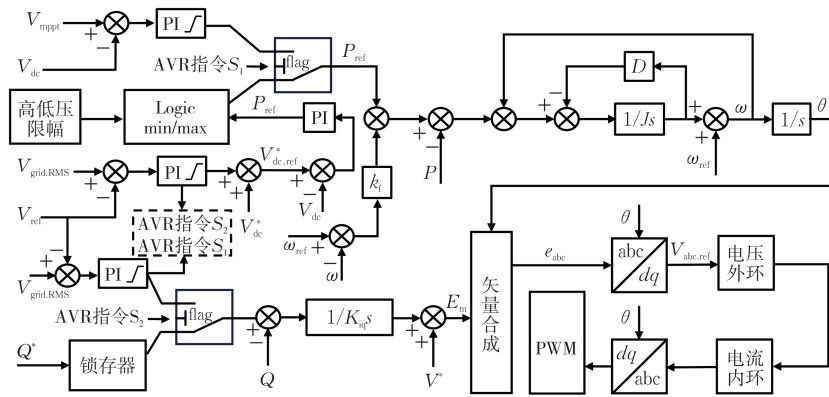 V_mppt
PI
V_dc
AVR指令S_1
flag
P_ref
高低压
限幅
Logic
min/max
P_ref
PI
D
1/Js
ω
ω_ref
1/s
θ
P
k_f
V_grid.RMS
PI
V*_dc,ref
V*_dc
V_dc
V_ref
AVR指令S_2
AVR指令S_1
ω_ref
ω
V_grid.RMS
PI
AVR指令S_2
flag
1/K_iq s
E_m
Q*
锁存器
Q
V*
矢量合成
e_abc
θ
abc
dq
V_abc.ref
电压
外环
PWM
θ
dq
abc
电流
内环